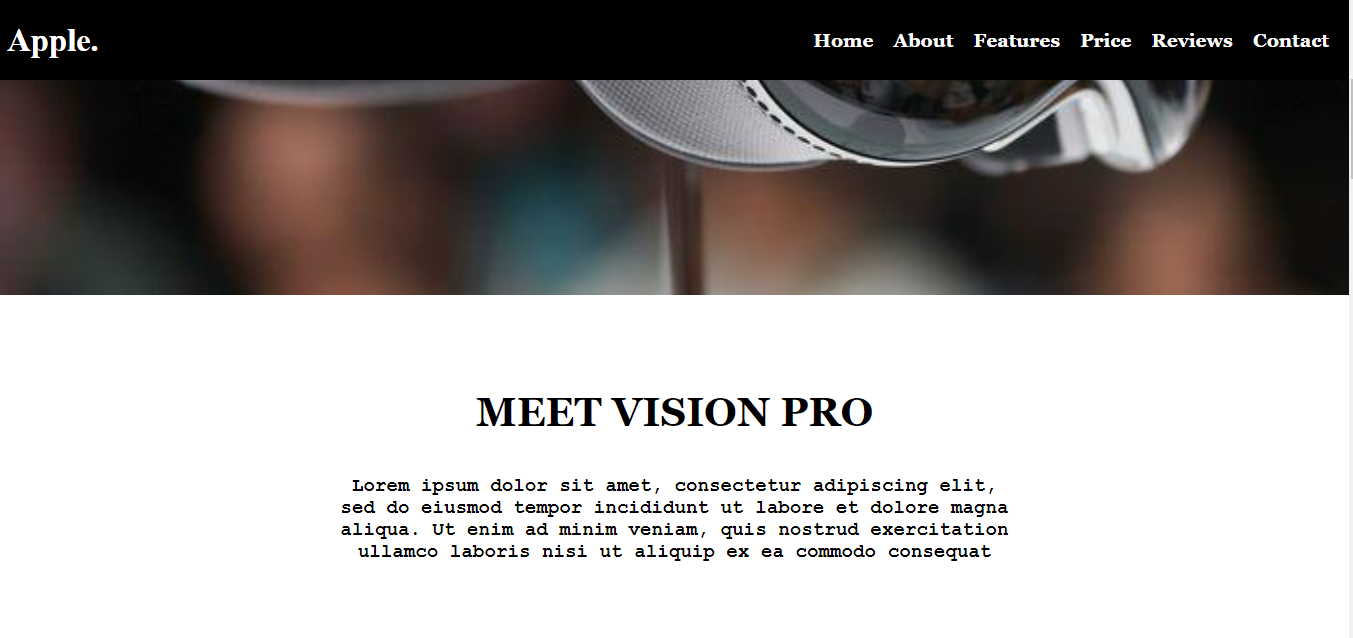 Apple.
Home About Features Price Reviews Contact
MEET VISION PRO
Lorem ipsum dolor sit amet, consectetur adipiscing elit,
sed do eiusmod tempor incididunt ut labore et dolore magna
aliqua. Ut enim ad minim veniam, quis nostrud exercitation
ullamco laboris nisi ut aliquip ex ea commodo consequat